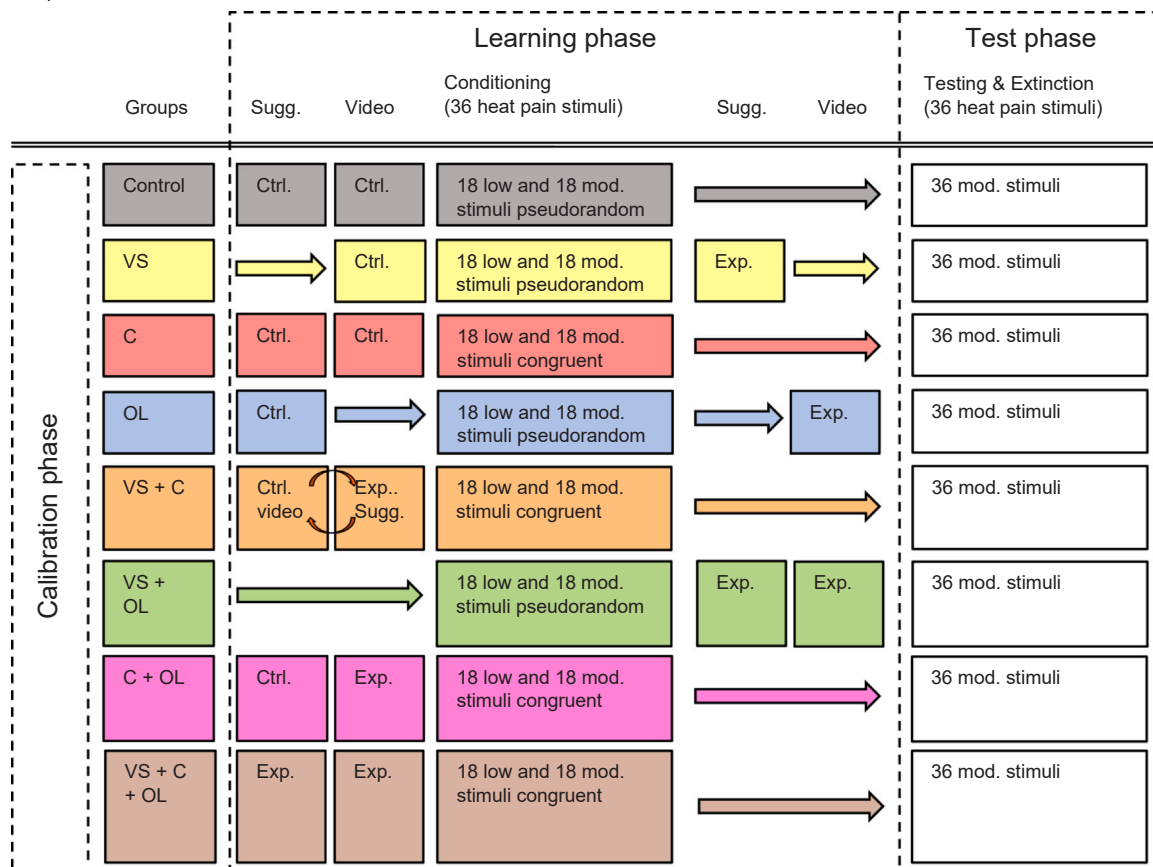 Learning phase
Test phase
Groups
Sugg.
Video
Conditioning
(36 heat pain stimuli)
Sugg.
Video
Testing & Extinction
(36 heat pain stimuli)
Calibration phase
Control
Ctrl.
Ctrl.
18 low and 18 mod.
stimuli pseudorandom
36 mod. stimuli
VS
Ctrl.
18 low and 18 mod.
stimuli pseudorandom
Exp.
36 mod. stimuli
C
Ctrl.
Ctrl.
18 low and 18 mod.
stimuli congruent
36 mod. stimuli
OL
Ctrl.
18 low and 18 mod.
stimuli pseudorandom
Exp.
36 mod. stimuli
VS + C
Ctrl.
video
Exp..
Sugg.
18 low and 18 mod.
stimuli congruent
36 mod. stimuli
VS +
OL
18 low and 18 mod.
stimuli pseudorandom
Exp.
Exp.
36 mod. stimuli
C + OL
Ctrl.
Exp.
18 low and 18 mod.
stimuli congruent
36 mod. stimuli
VS + C
+ OL
Exp.
Exp.
18 low and 18 mod.
stimuli congruent
36 mod. stimuli